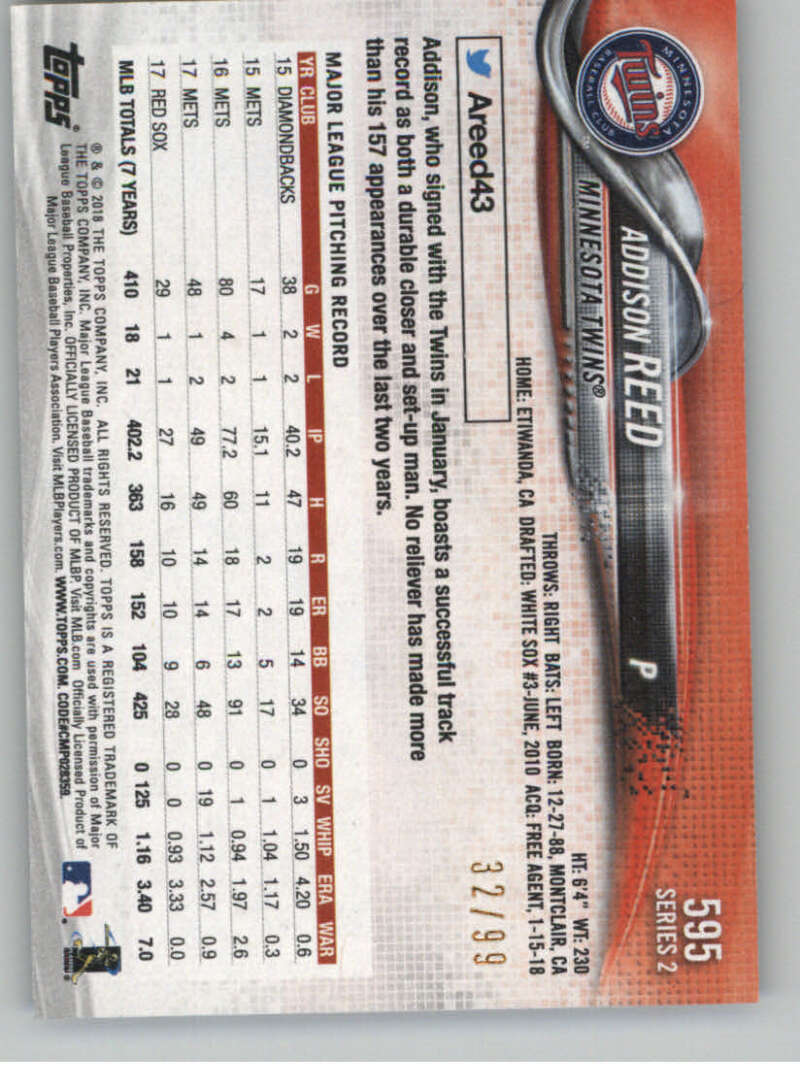 595
SERIES 2
MINNESOTA
Twins
BASEBALL CLUB
ADDISON REED P
MINNESOTA TWINS®
HT: 6'4" WT: 230
THROWS: RIGHT BATS: LEFT BORN: 12-27-88, MONTCLAIR, CA
HOME: ETIWANDA, CA DRAFTED: WHITE SOX #3-JUNE, 2010 ACQ: FREE AGENT, 1-15-18
Areed43
32/99
Addison, who signed with the Twins in January, boasts a successful track
record as both a durable closer and set-up man. No reliever has made more
than his 157 appearances over the last two years.
MAJOR LEAGUE PITCHING RECORD
YR CLUB G W L IP H R ER BB SO SHO SV WHIP ERA WAR
15 DIAMONDBACKS 38 2 2 40.2 47 19 19 14 34 0 3 1.50 4.20 0.6
15 METS 17 1 1 15.1 11 2 2 5 17 0 1 1.04 1.17 0.3
16 METS 80 4 2 77.2 60 18 17 13 91 0 1 0.94 1.97 2.6
17 METS 48 1 2 49 49 14 14 6 48 0 19 1.12 2.57 0.9
17 RED SOX 29 1 1 27 16 10 10 9 28 0 0 0.93 3.33 0.0
MLB TOTALS (7 YEARS) 410 18 21 402.2 363 158 152 104 425 0 125 1.16 3.40 7.0
topps®
® & © 2018 THE TOPPS COMPANY, INC. ALL RIGHTS RESERVED. TOPPS IS A REGISTERED TRADEMARK OF
THE TOPPS COMPANY, INC. Major League Baseball trademarks and copyrights are used with permission of Major
League Baseball Properties, Inc. OFFICIALLY LICENSED PRODUCT OF MLBP. Visit MLB.com Officially Licensed Product of
Major League Baseball Players Association. Visit MLBPlayers.com. WWW.TOPPS.COM. CODE#CMP028359.